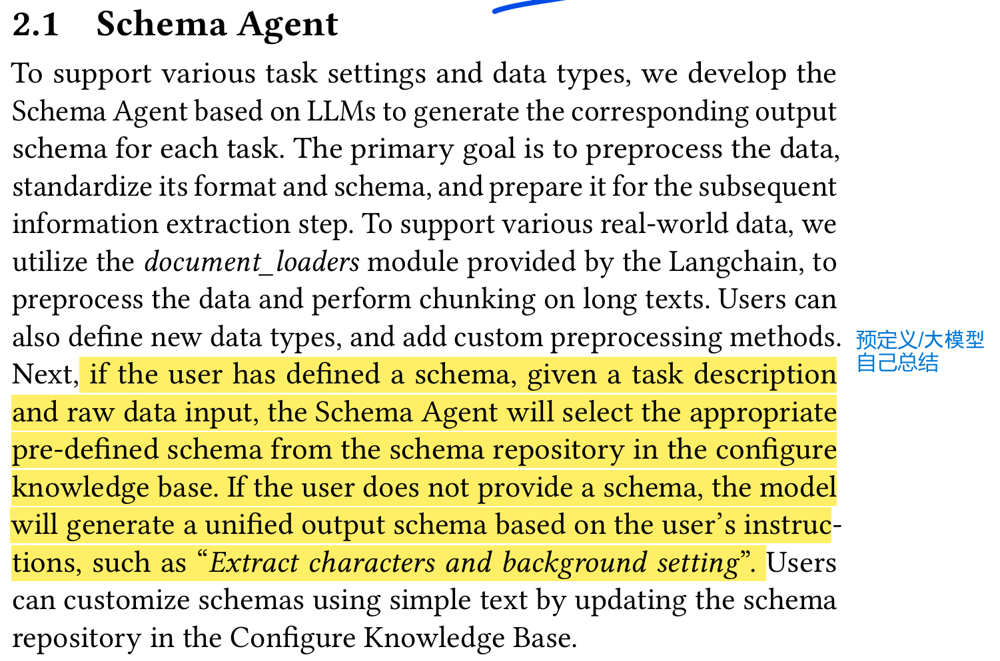 2.1 Schema Agent
To support various task settings and data types, we develop the
Schema Agent based on LLMs to generate the corresponding output
schema for each task. The primary goal is to preprocess the data,
standardize its format and schema, and prepare it for the subsequent
information extraction step. To support various real-world data, we
utilize the document_loaders module provided by the Langchain, to
preprocess the data and perform chunking on long texts. Users can
also define new data types, and add custom preprocessing methods.
Next, if the user has defined a schema, given a task description
and raw data input, the Schema Agent will select the appropriate
pre-defined schema from the schema repository in the configure
knowledge base. If the user does not provide a schema, the model
will generate a unified output schema based on the user’s instruc-
tions, such as “Extract characters and background setting”. Users
can customize schemas using simple text by updating the schema
repository in the Configure Knowledge Base.
预定义/大模型
自己总结